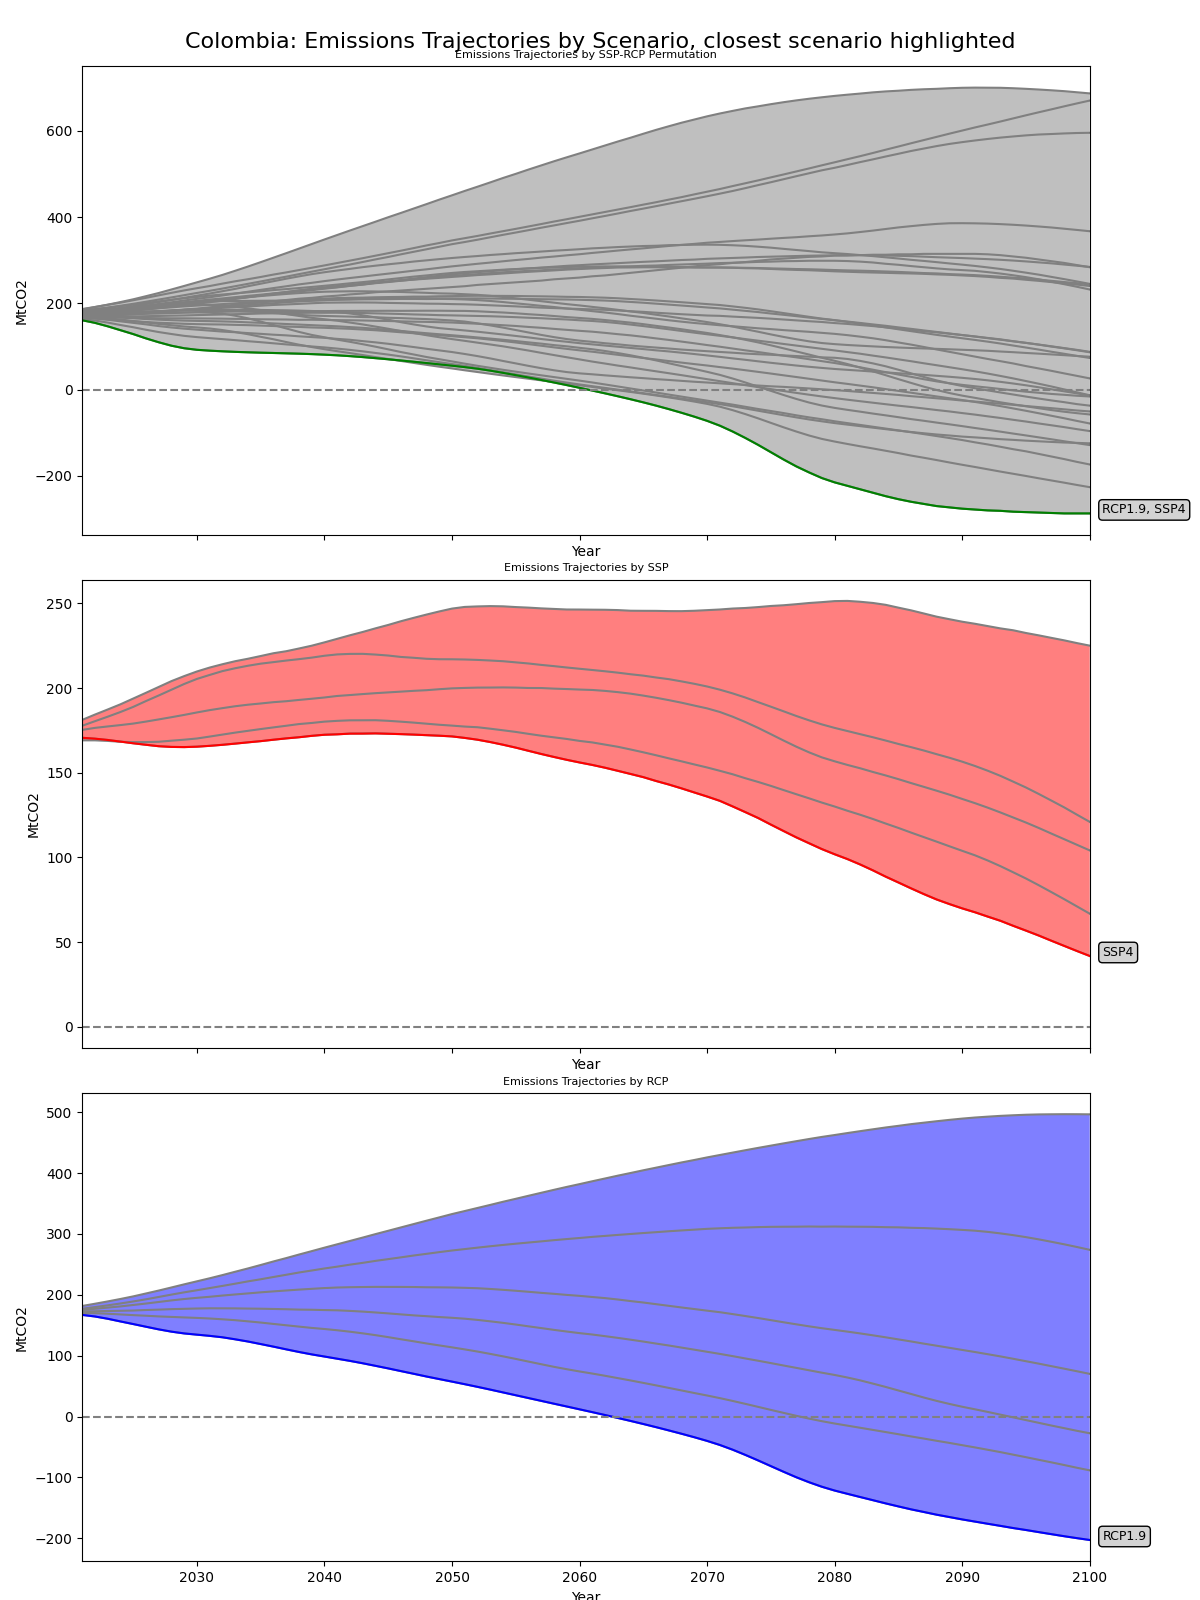 Colombia: Emissions Trajectories by Scenario, closest scenario highlighted
Emissions Trajectories by SSP-RCP Permutation
600
400
200
0
−200
MtCO2
RCP1.9, SSP4
Year
Emissions Trajectories by SSP
250
200
150
100
50
0
MtCO2
SSP4
Year
Emissions Trajectories by RCP
500
400
300
200
100
0
−100
−200
MtCO2
RCP1.9
2030 2040 2050 2060 2070 2080 2090 2100
Year